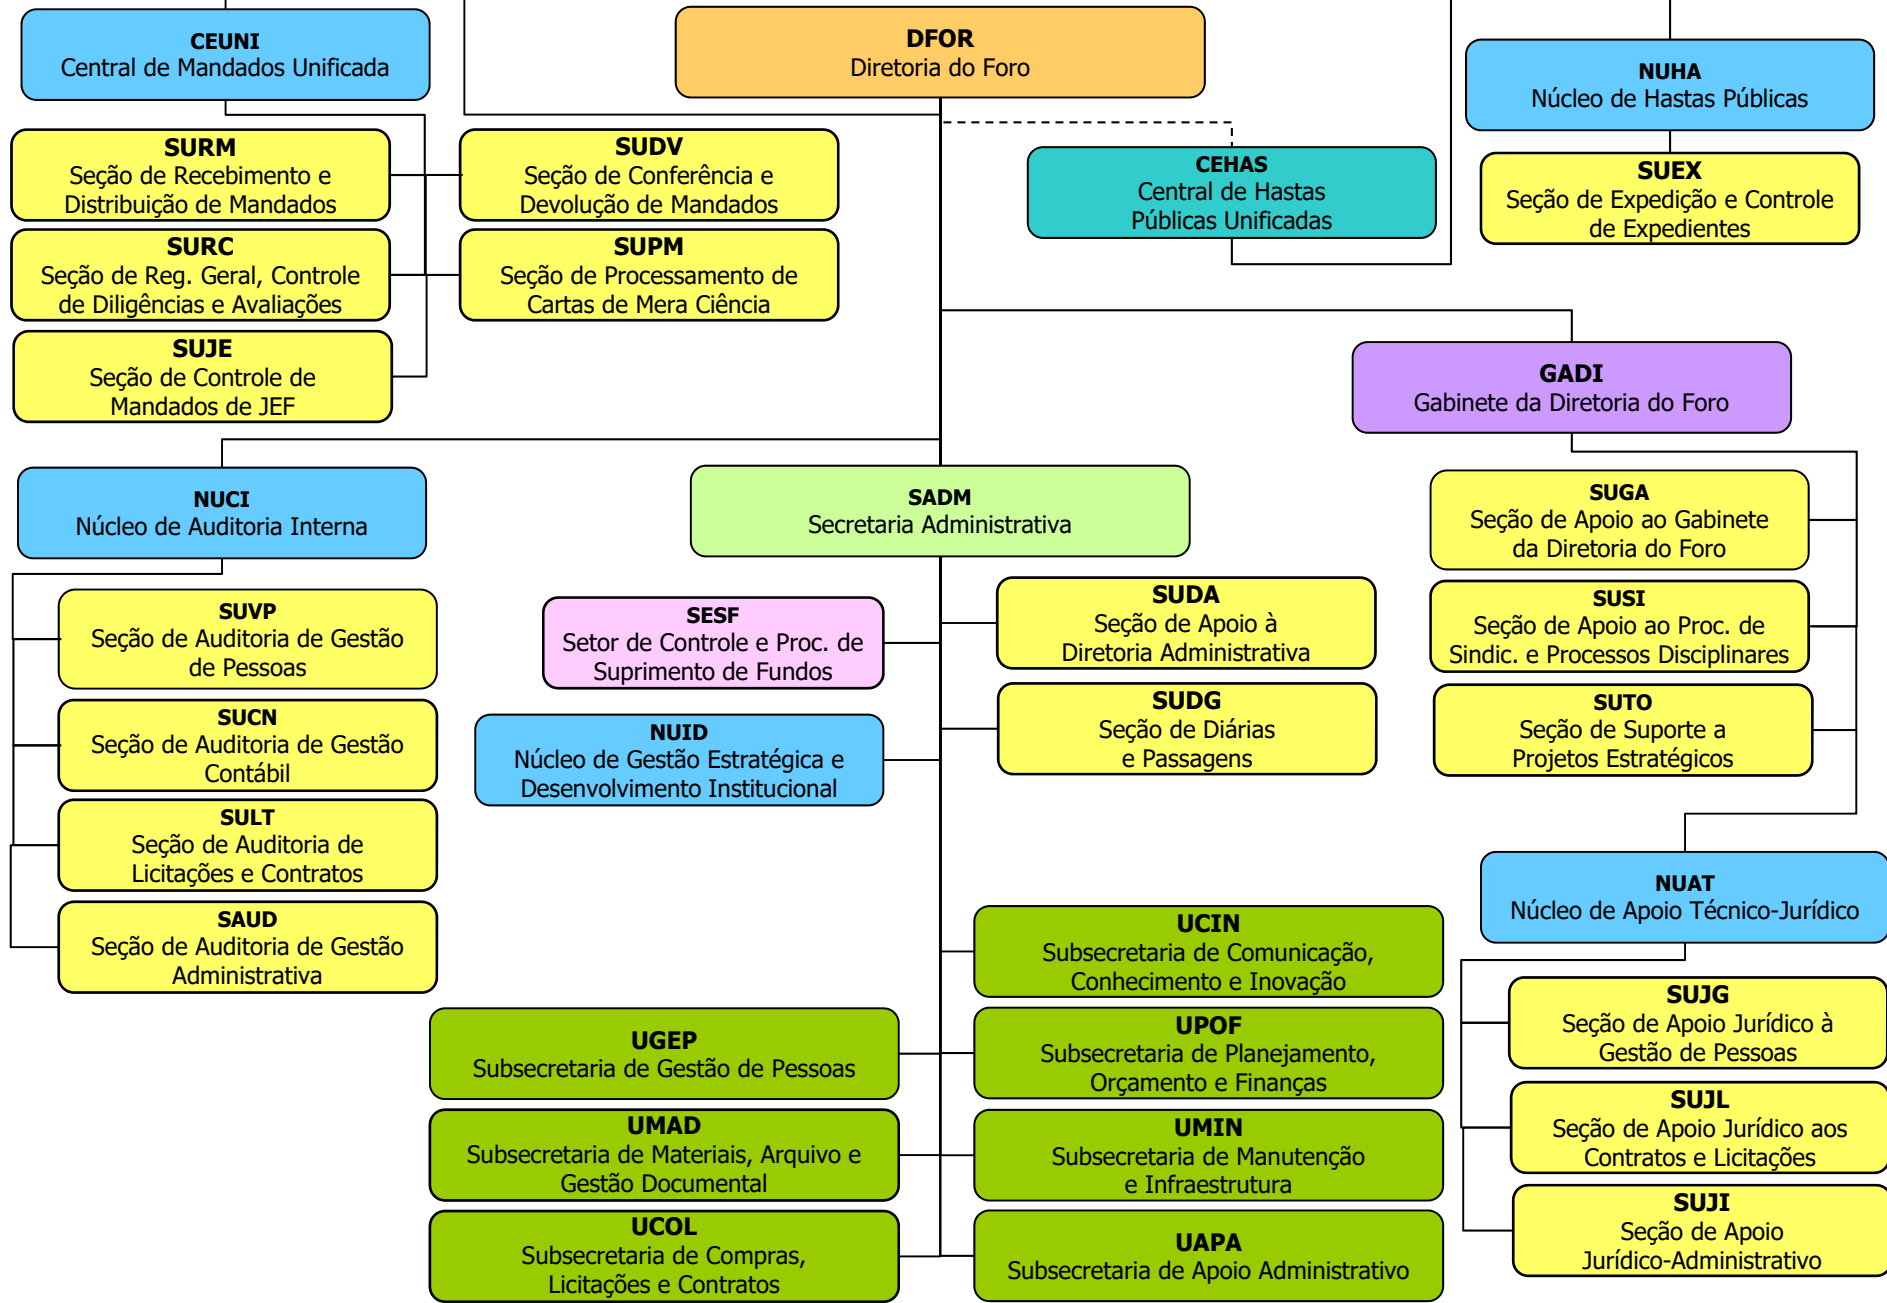 CEUNI
Central de Mandados Unificada
DFOR
Diretoria do Foro
NUHA
Núcleo de Hastas Públicas
SURM
Seção de Recebimento e
Distribuição de Mandados
SUDV
Seção de Conferência e
Devolução de Mandados
CEHAS
Central de Hastas
Públicas Unificadas
SUEX
Seção de Expedição e Controle
de Expedientes
SURC
Seção de Reg. Geral, Controle
de Diligências e Avaliações
SUPM
Seção de Processamento de
Cartas de Mera Ciência
SUJE
Seção de Controle de
Mandados de JEF
GADI
Gabinete da Diretoria do Foro
NUCI
Núcleo de Auditoria Interna
SADM
Secretaria Administrativa
SUGA
Seção de Apoio ao Gabinete
da Diretoria do Foro
SUVP
Seção de Auditoria de Gestão
de Pessoas
SESF
Setor de Controle e Proc. de
Suprimento de Fundos
SUDA
Seção de Apoio à
Diretoria Administrativa
SUSI
Seção de Apoio ao Proc. de
Sindic. e Processos Disciplinares
SUCN
Seção de Auditoria de Gestão
Contábil
NUID
Núcleo de Gestão Estratégica e
Desenvolvimento Institucional
SUDG
Seção de Diárias
e Passagens
SUTO
Seção de Suporte a
Projetos Estratégicos
SULT
Seção de Auditoria de
Licitações e Contratos
NUAT
Núcleo de Apoio Técnico-Jurídico
SAUD
Seção de Auditoria de Gestão
Administrativa
UCIN
Subsecretaria de Comunicação,
Conhecimento e Inovação
SUJG
Seção de Apoio Jurídico à
Gestão de Pessoas
UGEP
Subsecretaria de Gestão de Pessoas
UPOF
Subsecretaria de Planejamento,
Orçamento e Finanças
SUJL
Seção de Apoio Jurídico aos
Contratos e Licitações
UMAD
Subsecretaria de Materiais, Arquivo e
Gestão Documental
UMIN
Subsecretaria de Manutenção
e Infraestrutura
SUJI
Seção de Apoio
Jurídico-Administrativo
UCOL
Subsecretaria de Compras,
Licitações e Contratos
UAPA
Subsecretaria de Apoio Administrativo